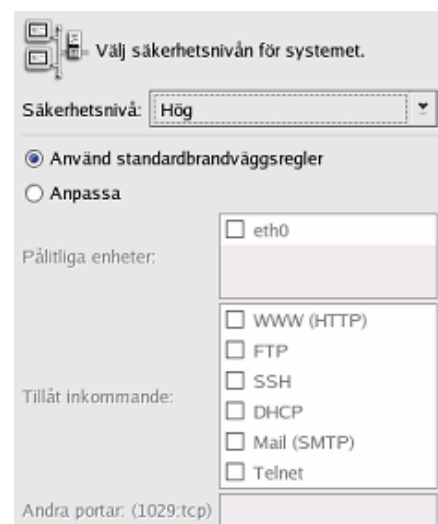 Välj säkerhetsnivån för systemet.
Säkerhetsnivå: Hög
Använd standardbrandväggsregler
Anpassa
Pålitliga enheter:
eth0
Tillåt inkommande:
WWW (HTTP)
FTP
SSH
DHCP
Mail (SMTP)
Telnet
Andra portar: (1029:tcp)